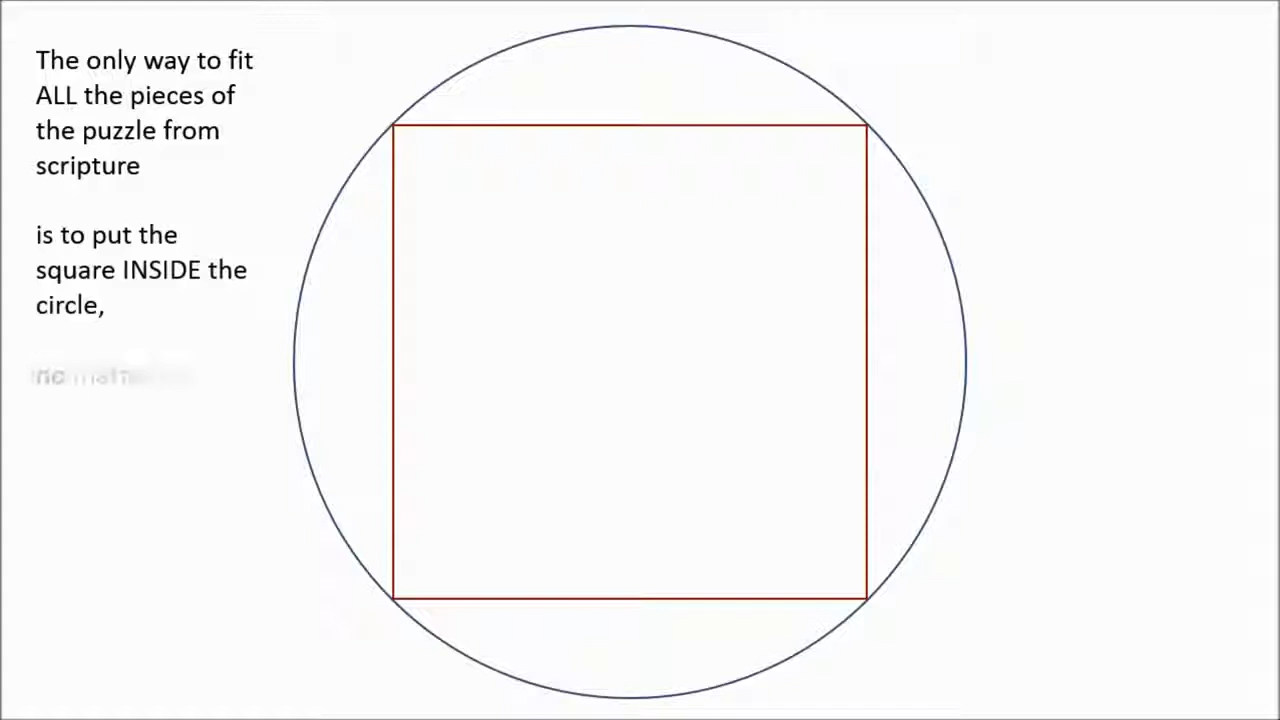 The only way to fit
ALL the pieces of
the puzzle from
scripture
is to put the
square INSIDE the
circle,